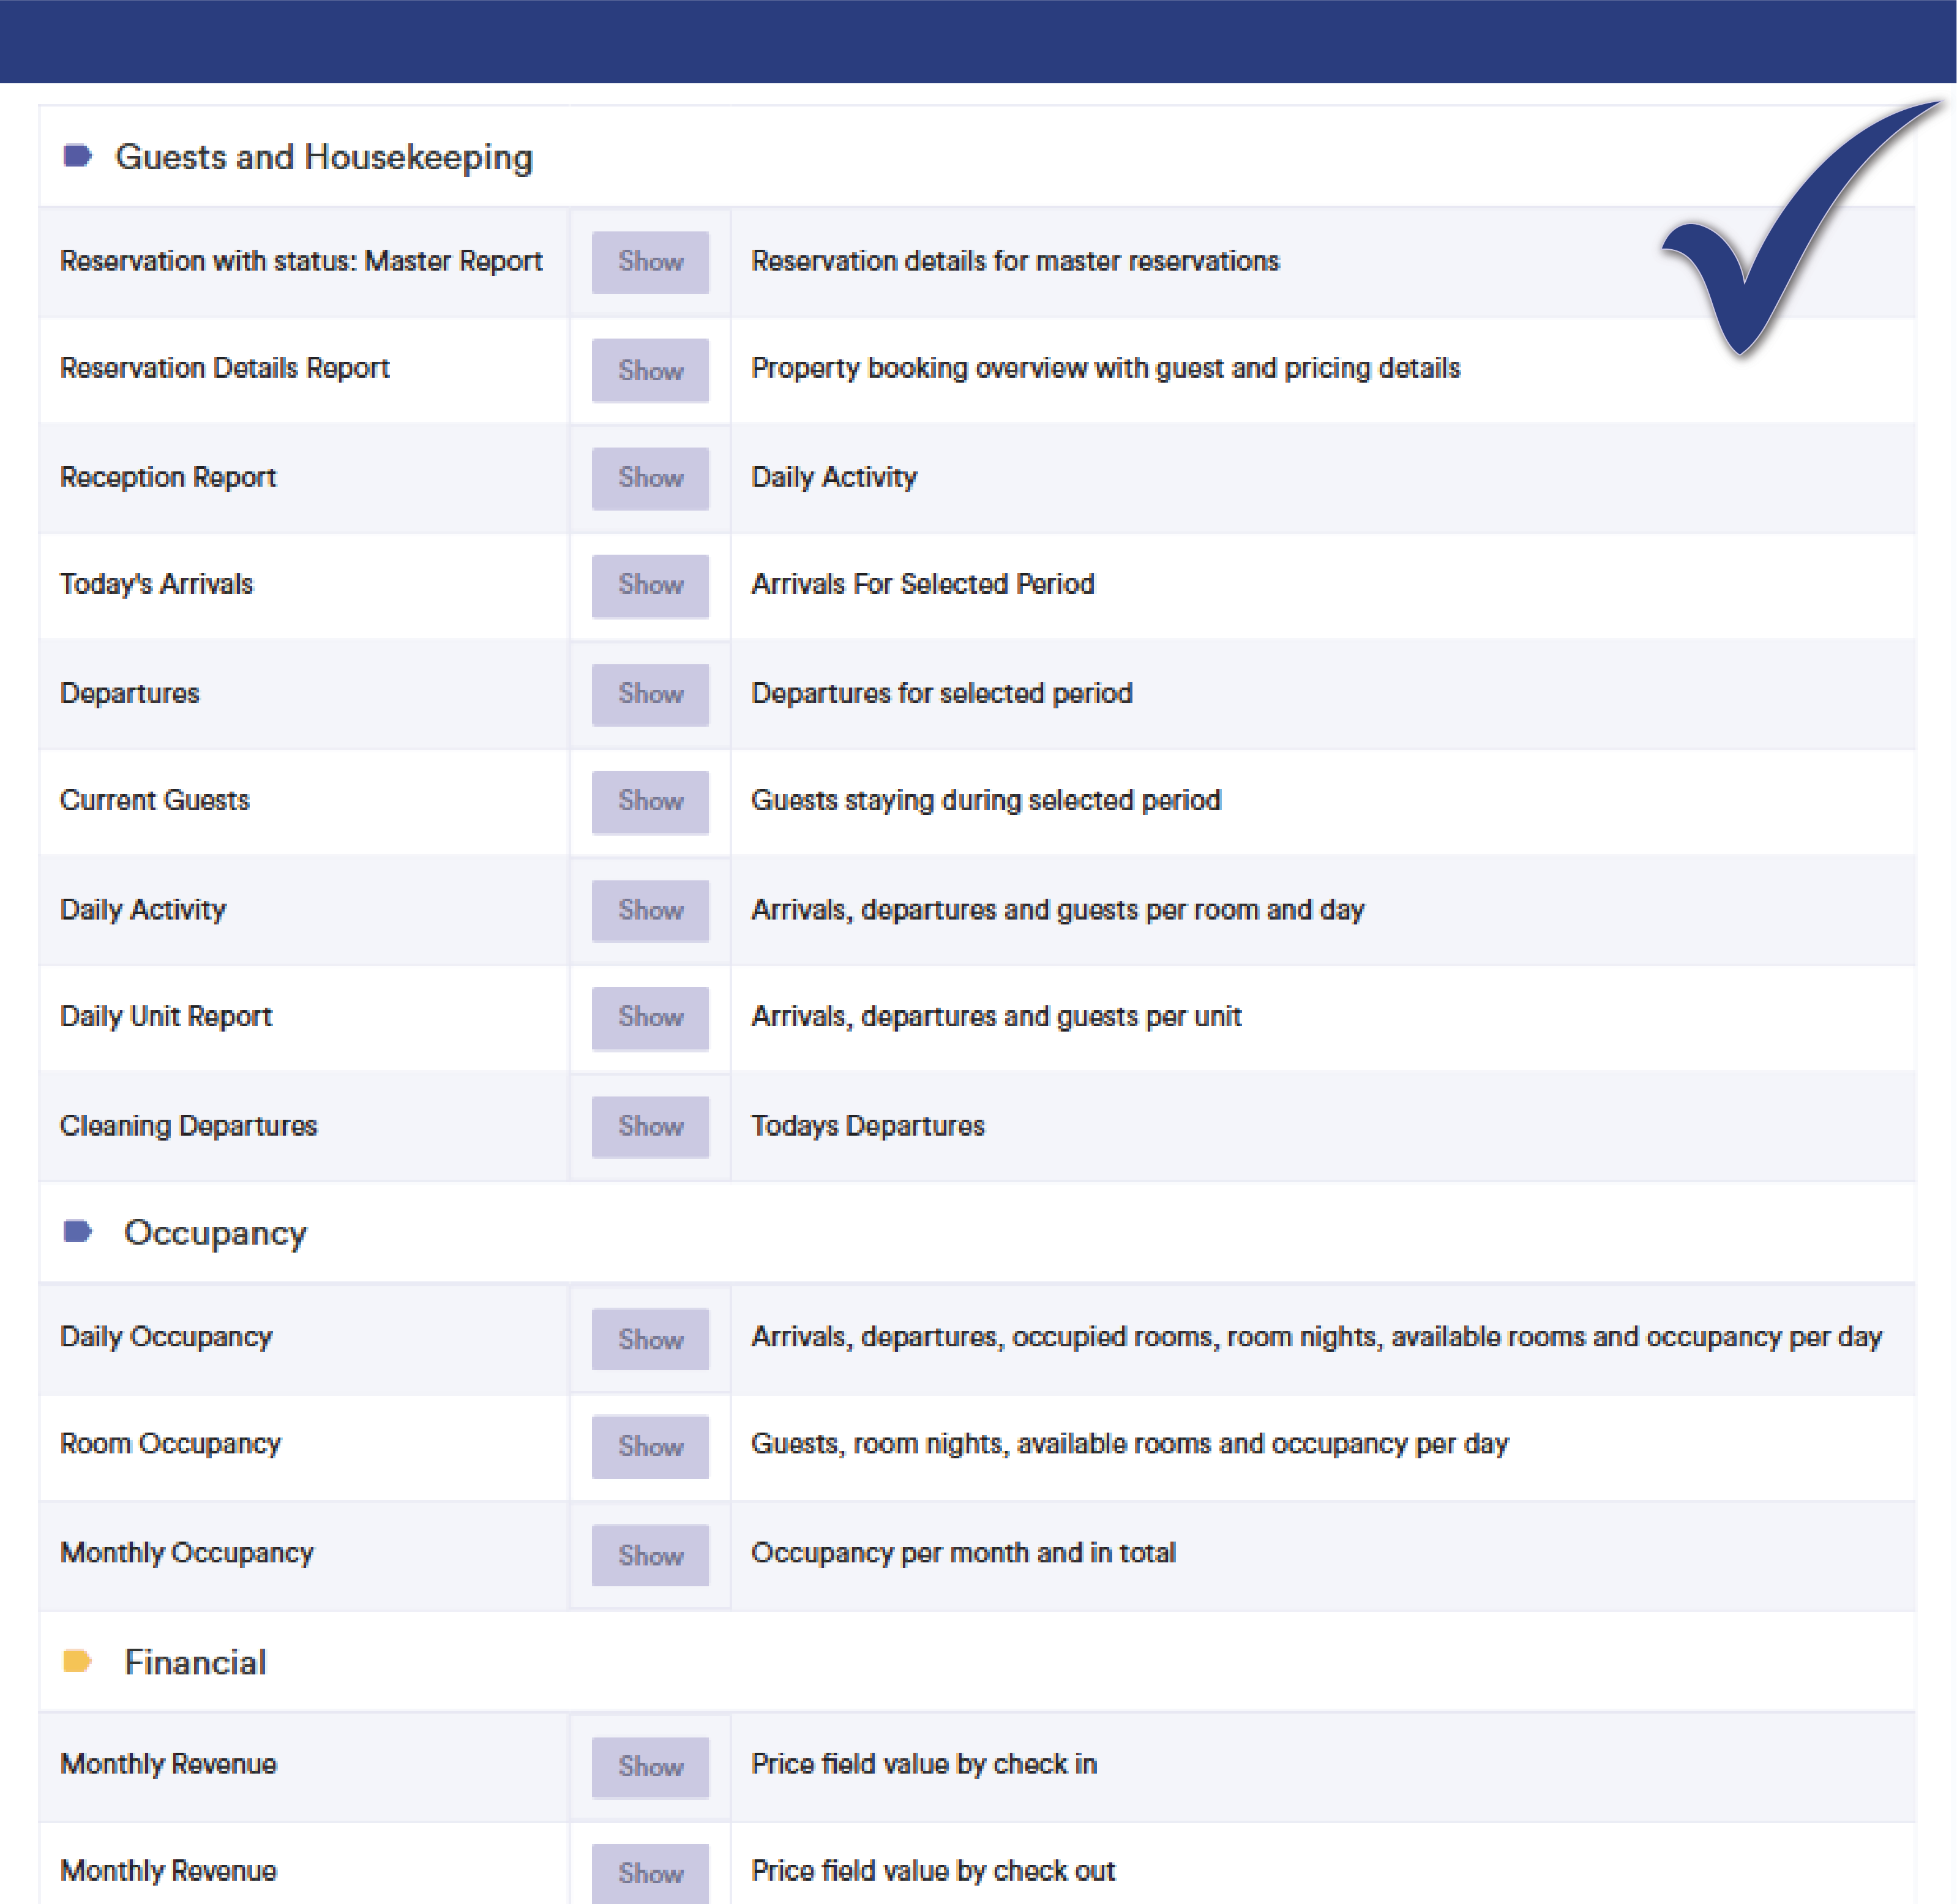 Guests and Housekeeping
Reservation with status: Master Report Show Reservation details for master reservations
Reservation Details Report Show Property booking overview with guest and pricing details
Reception Report Show Daily Activity
Today's Arrivals Show Arrivals For Selected Period
Departures Show Departures for selected period
Current Guests Show Guests staying during selected period
Daily Activity Show Arrivals, departures and guests per room and day
Daily Unit Report Show Arrivals, departures and guests per unit
Cleaning Departures Show Todays Departures
Occupancy
Daily Occupancy Show Arrivals, departures, occupied rooms, room nights, available rooms and occupancy per day
Room Occupancy Show Guests, room nights, available rooms and occupancy per day
Monthly Occupancy Show Occupancy per month and in total
Financial
Monthly Revenue Show Price field value by check in
Monthly Revenue Show Price field value by check out